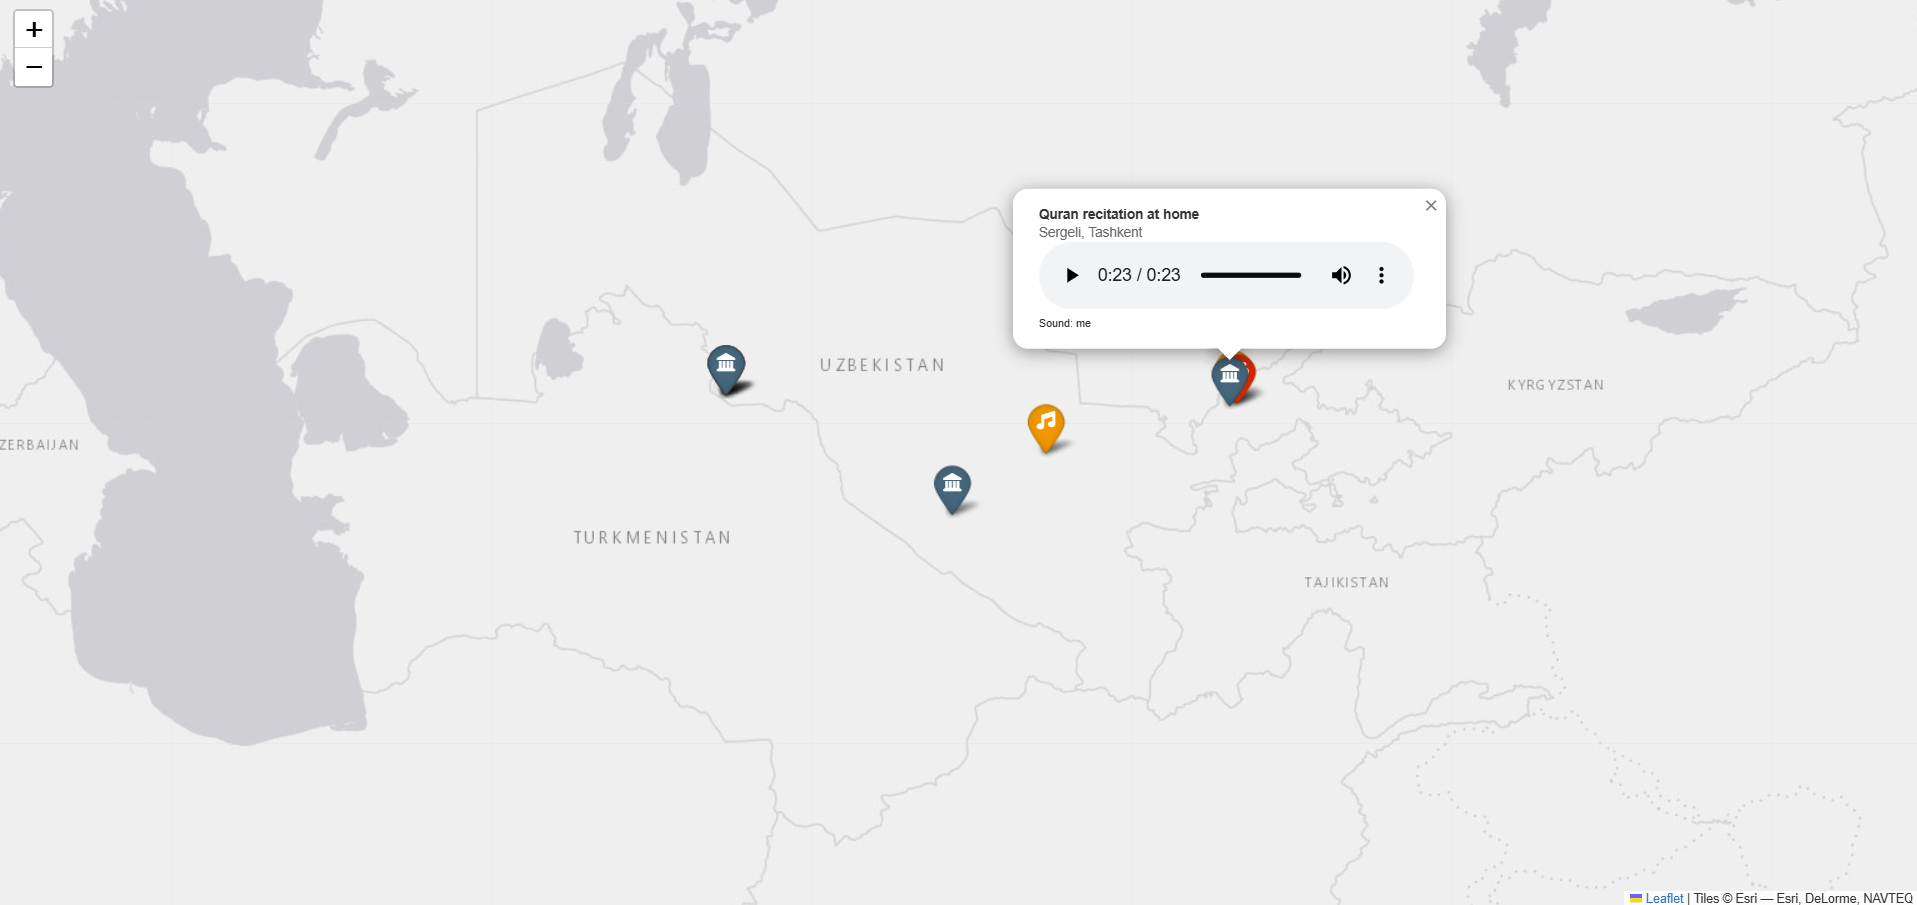 +
−
Quran recitation at home
×
Sergeli, Tashkent
0:23 / 0:23
Sound: me
UZBEKISTAN
KYRGYZSTAN
ZERBAIJAN
TURKMENISTAN
TAJIKISTAN
Leaflet | Tiles © Esri — Esri, DeLorme, NAVTEQ